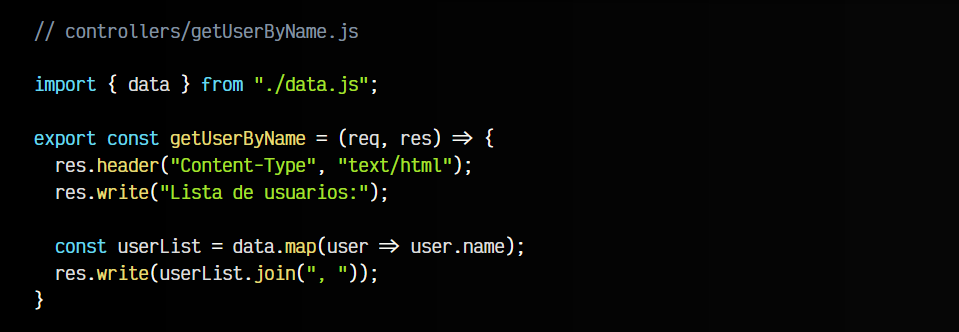 // controllers/getUserByName.js
import { data } from "./data.js";
export const getUserByName = (req, res) => {
res.header("Content-Type", "text/html");
res.write("Lista de usuarios:");
const userList = data.map(user => user.name);
res.write(userList.join(", "));
}